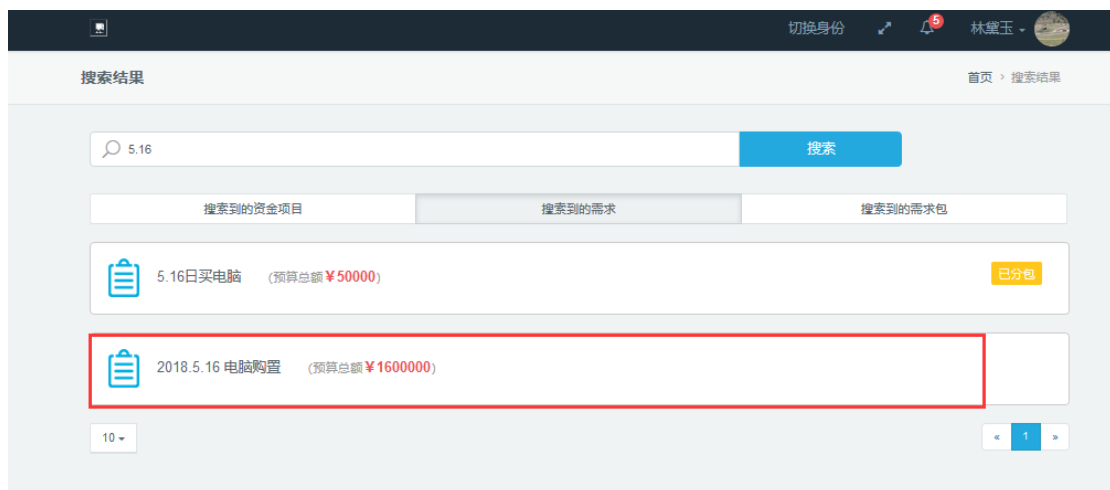 切换身份 5 林黛玉
搜索结果 首页 > 搜索结果
5.16 搜索
搜索到的资金项目 搜索到的需求 搜索到的需求包
5.16日买电脑 (预算总额¥50000) 已分包
2018.5.16 电脑购置 (预算总额¥1600000)
10 « 1 »